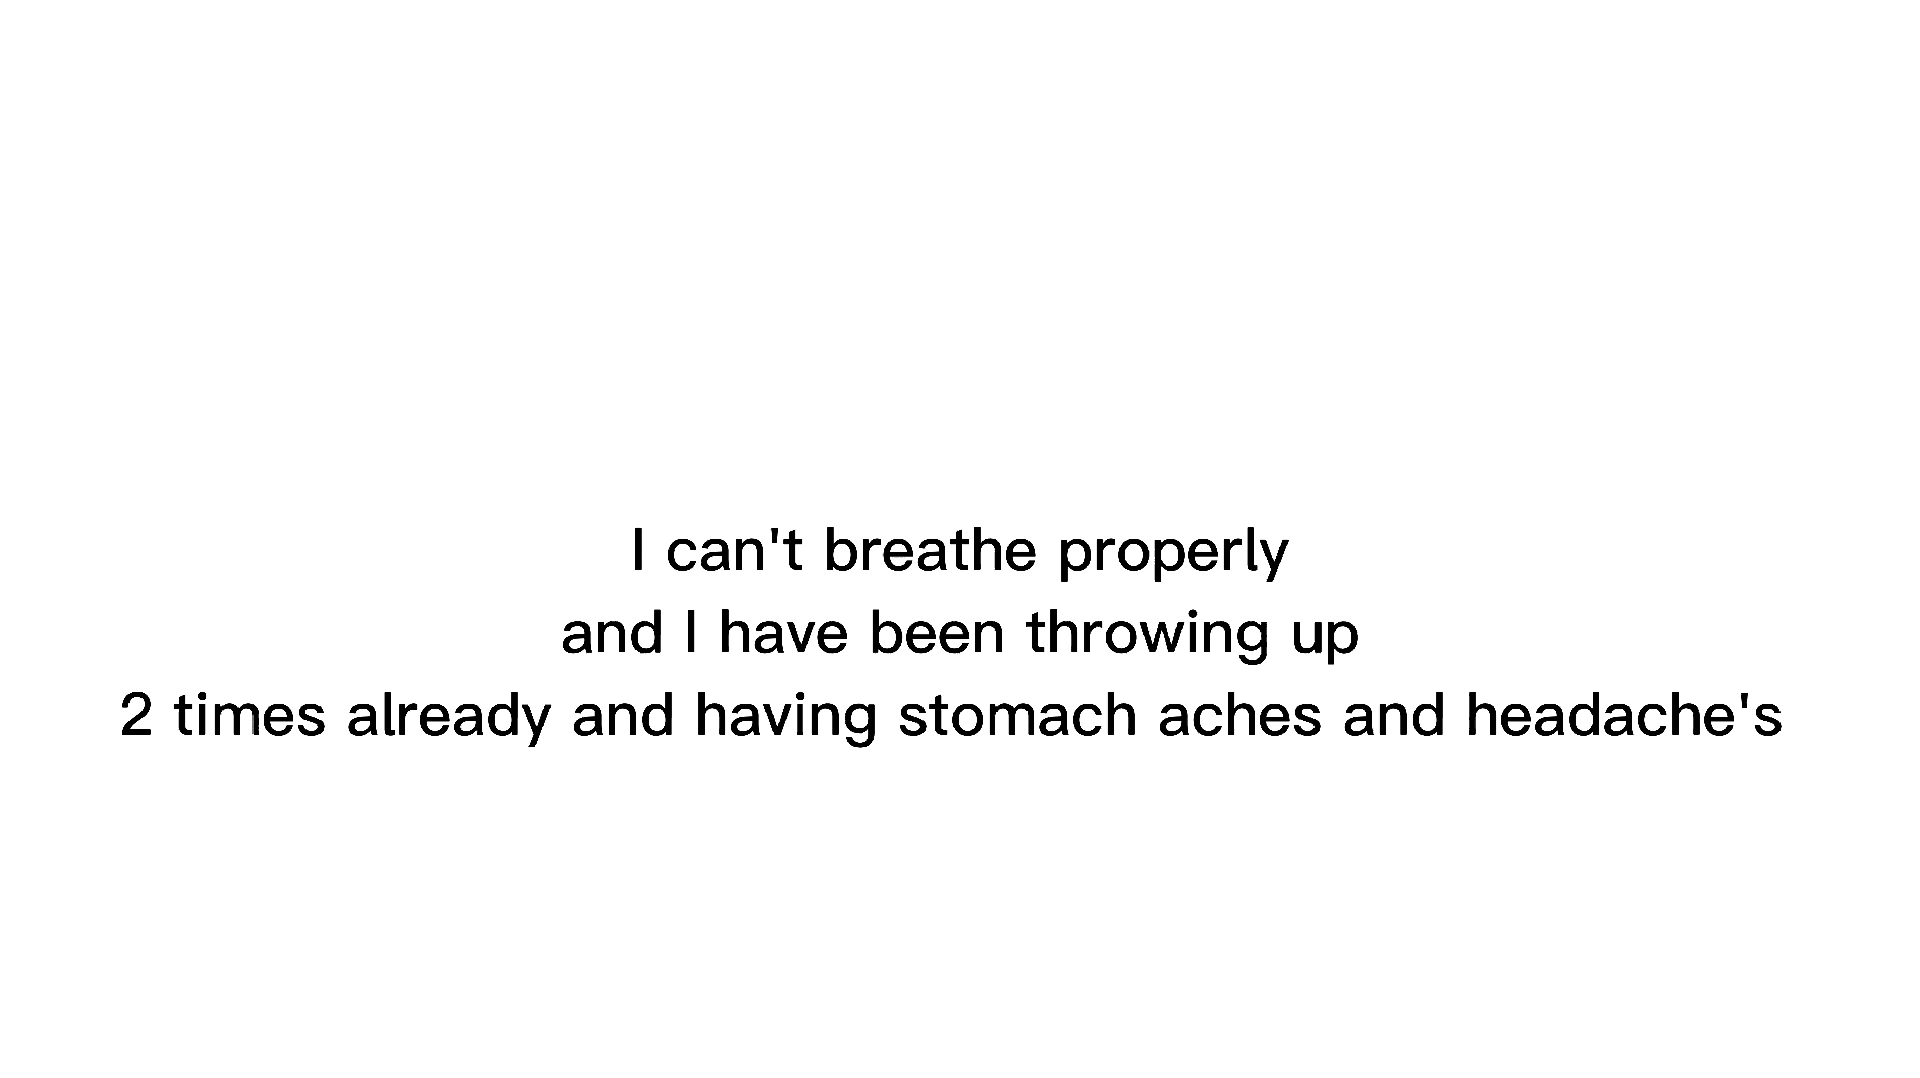 I can't breathe properly
and I have been throwing up
2 times already and having stomach aches and headache's